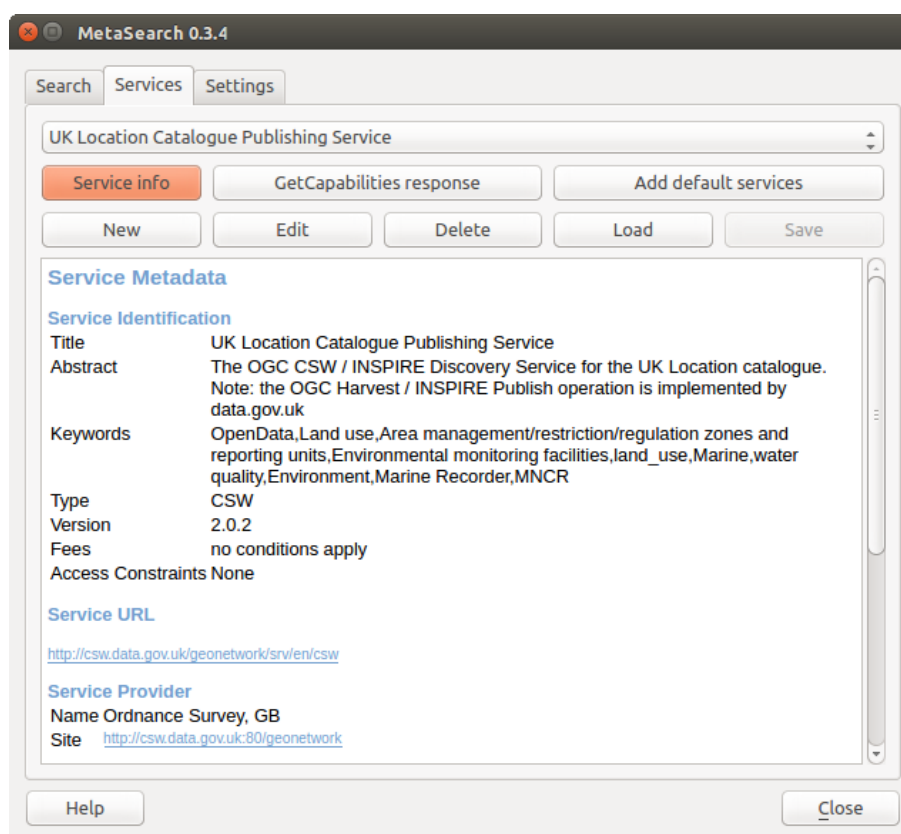 MetaSearch 0.3.4
Search Services Settings
UK Location Catalogue Publishing Service
Service info GetCapabilities response Add default services
New Edit Delete Load Save
Service Metadata
Service Identification
Title UK Location Catalogue Publishing Service
Abstract The OGC CSW / INSPIRE Discovery Service for the UK Location catalogue.
Note: the OGC Harvest / INSPIRE Publish operation is implemented by
data.gov.uk
Keywords OpenData,Land use,Area management/restriction/regulation zones and
reporting units,Environmental monitoring facilities,land_use,Marine,water
quality,Environment,Marine Recorder,MNCR
Type CSW
Version 2.0.2
Fees no conditions apply
Access Constraints None
Service URL
http://csw.data.gov.uk/geonetwork/srv/en/csw
Service Provider
Name Ordnance Survey, GB
Site http://csw.data.gov.uk:80/geonetwork
Help Close